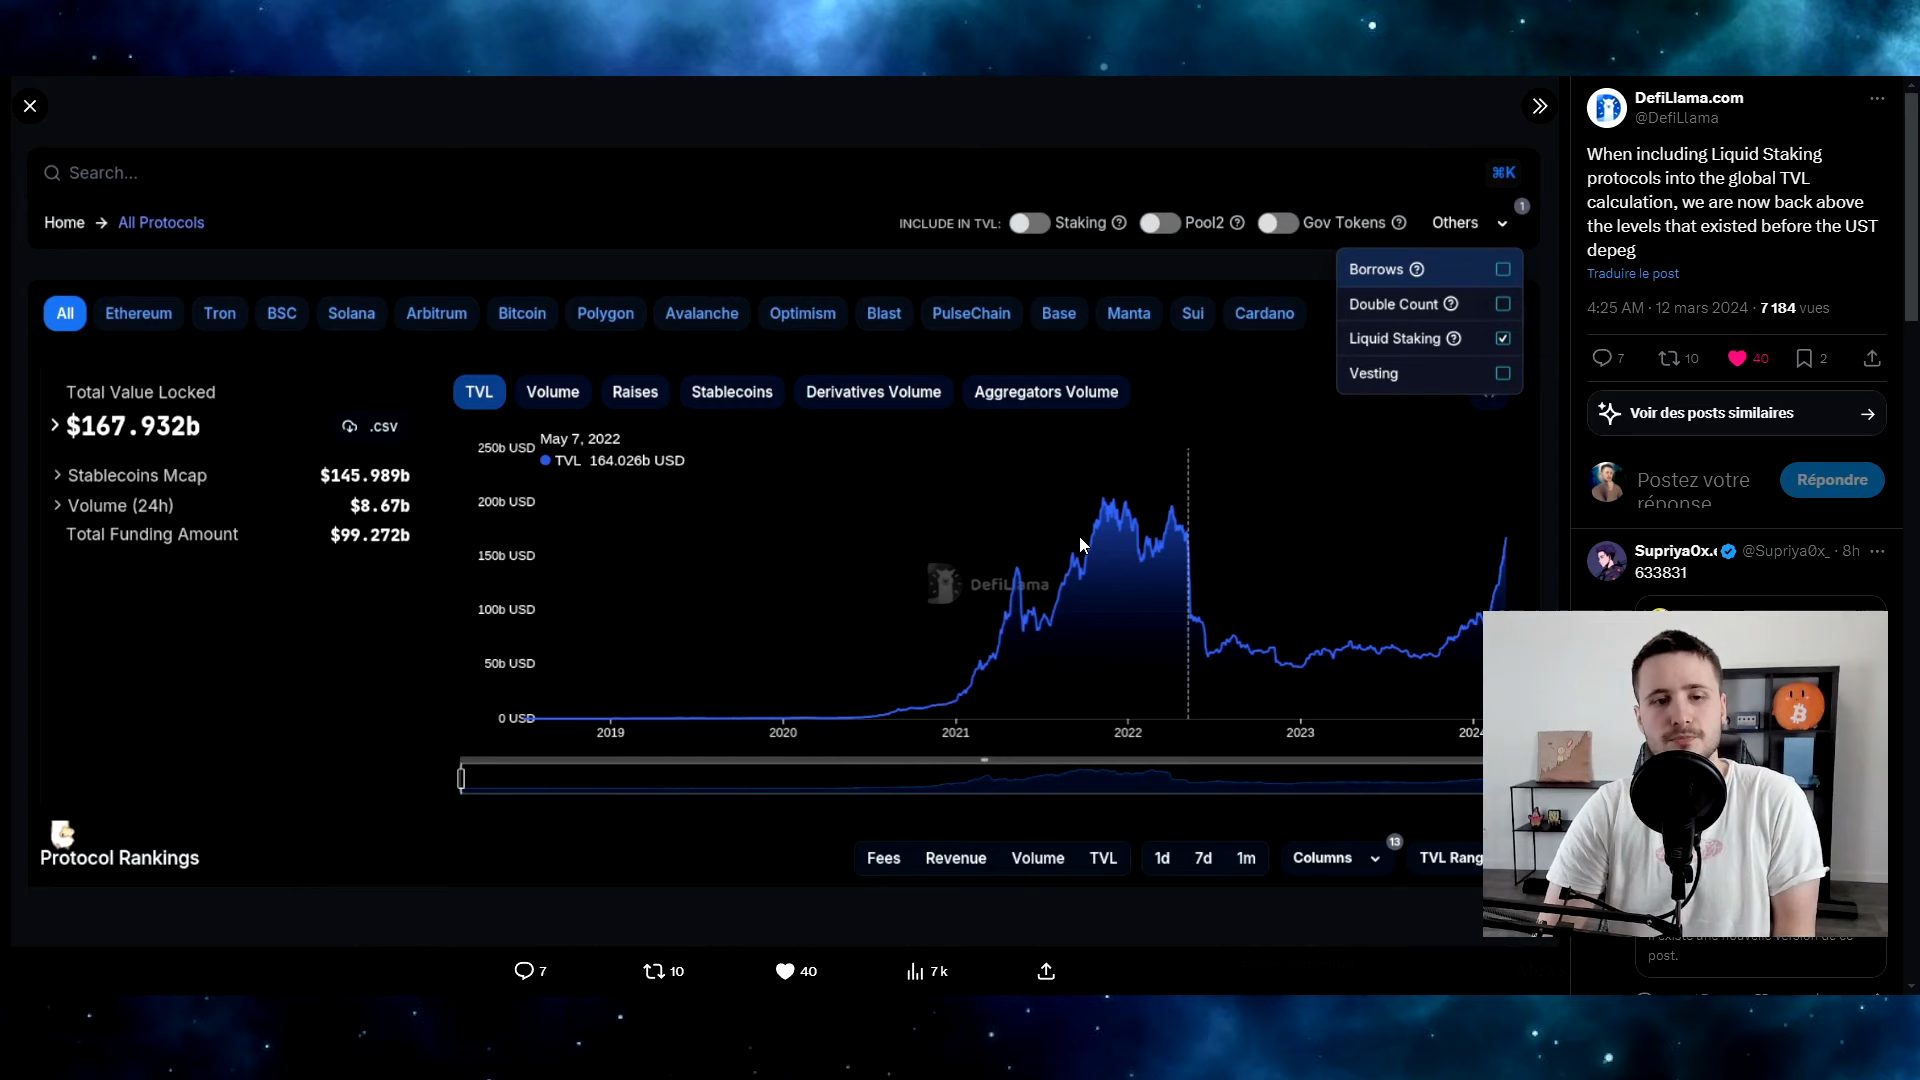 Search...
⌘K
Home → All Protocols
INCLUDE IN TVL: Staking Pool2 Gov Tokens Others
1
Borrows
Double Count
Liquid Staking
Vesting
All Ethereum Tron BSC Solana Arbitrum Bitcoin Polygon Avalanche Optimism Blast PulseChain Base Manta Sui Cardano
Total Value Locked
$167.932b
.csv
Stablecoins Mcap $145.989b
Volume (24h) $8.67b
Total Funding Amount $99.272b
TVL Volume Raises Stablecoins Derivatives Volume Aggregators Volume
May 7, 2022
TVL 164.026b USD
250b USD
200b USD
150b USD
100b USD
50b USD
0 USD
DefiLlama
2019 2020 2021 2022 2023 2024
Protocol Rankings
Fees Revenue Volume TVL
1d 7d 1m
Columns
13
TVL Rang
7 10 40 7 k
DefiLlama.com
@DefiLlama
When including Liquid Staking
protocols into the global TVL
calculation, we are now back above
the levels that existed before the UST
depeg
Traduire le post
4:25 AM · 12 mars 2024 · 7 184 vues
7 10 40 2
Voir des posts similaires
Postez votre
réponse
Répondre
Supriya0x.
@Supriya0x_ · 8h
633831
post.